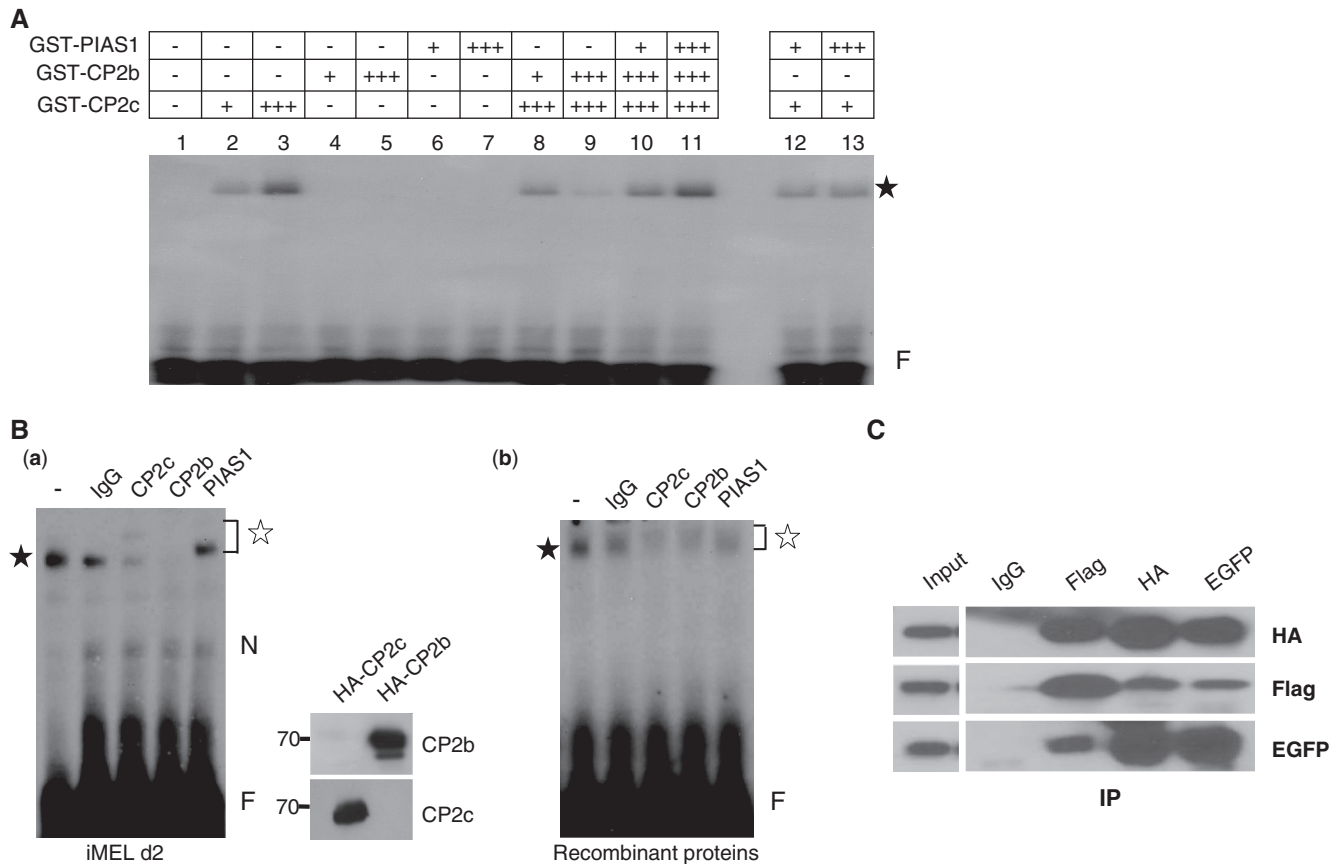 A
GST-PIAS1 - - - - - + +++ - - + +++ + +++
GST-CP2b - - - + +++ - - + +++ +++ +++ - -
GST-CP2c - + +++ - - - - +++ +++ +++ +++ + +
1 2 3 4 5 6 7 8 9 10 11 12 13
★
F
B
(a)
- IgG CP2c CP2b PIAS1
★ ☆
N
F
iMEL d2
HA-CP2c HA-CP2b
70 CP2b
70 CP2c
(b)
- IgG CP2c CP2b PIAS1
★ ☆
F
Recombinant proteins
C
Input IgG Flag HA EGFP
HA
Flag
EGFP
IP